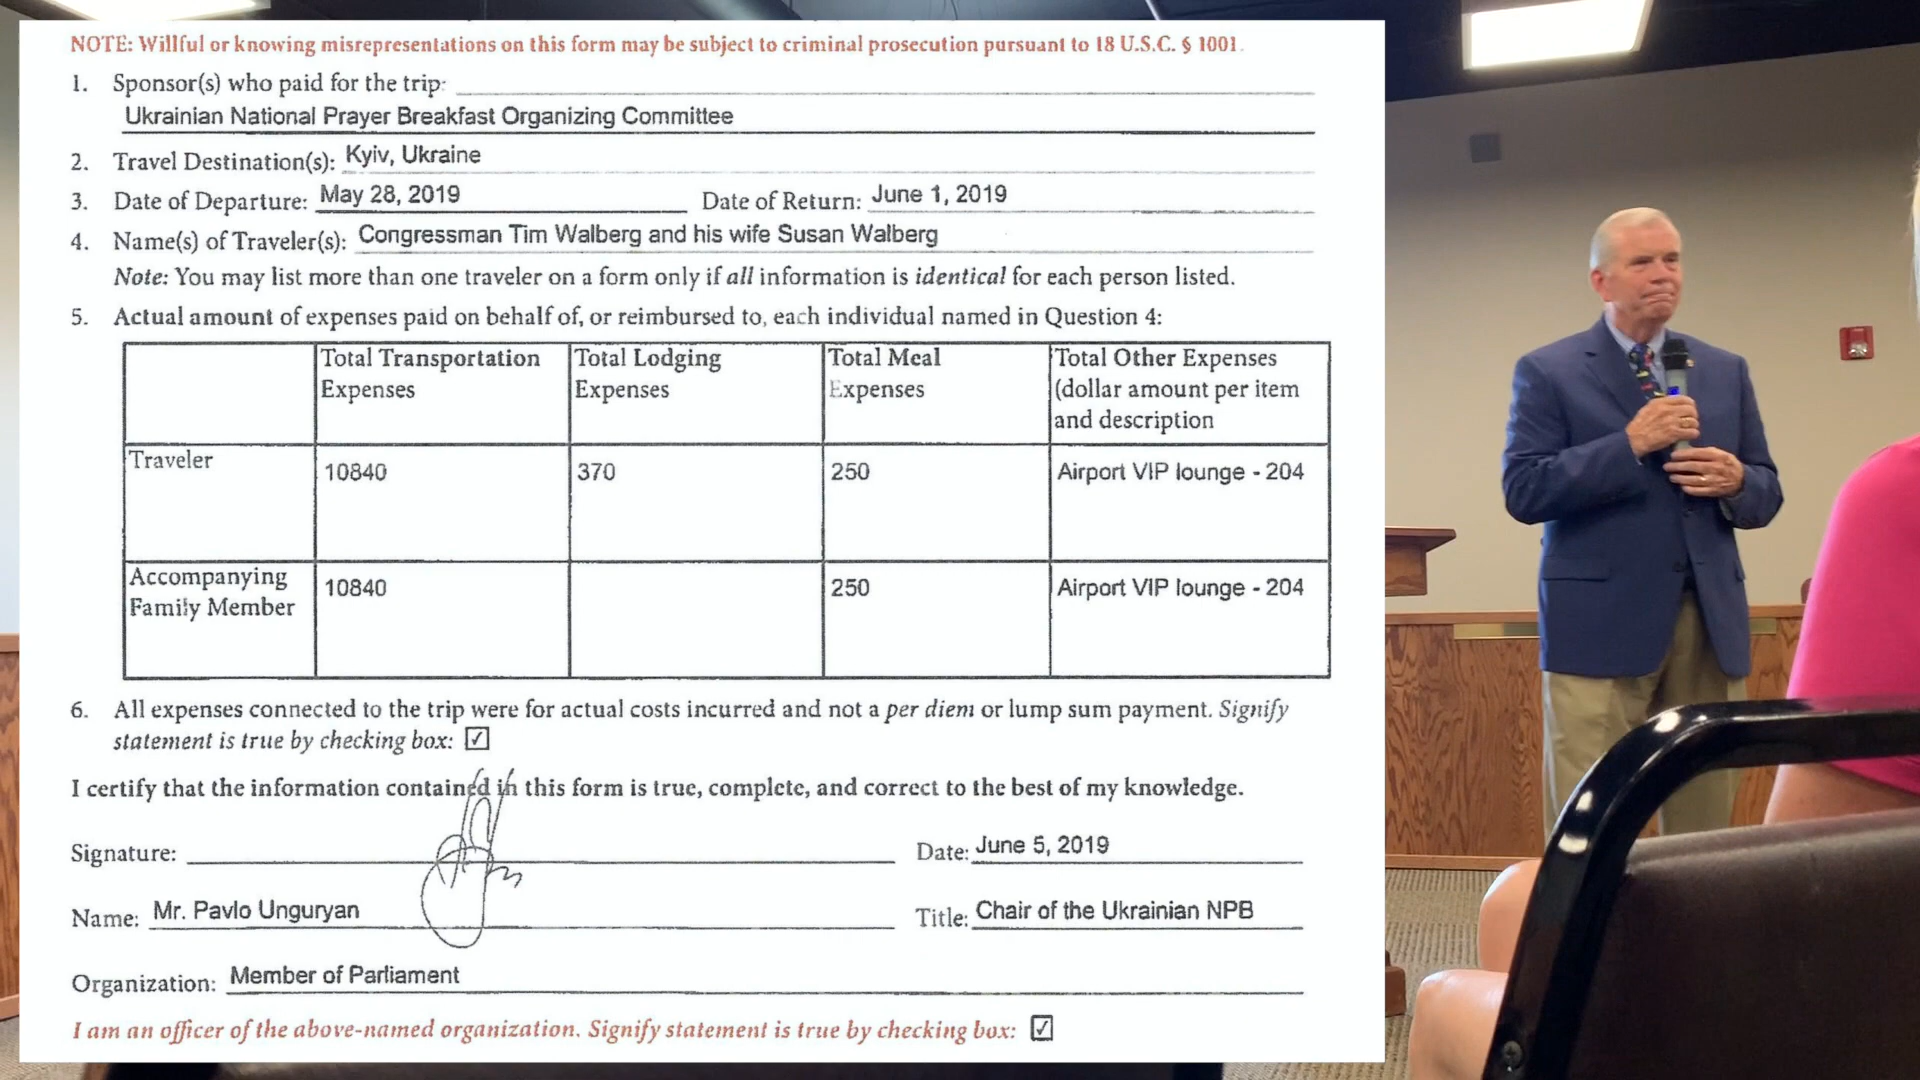 NOTE: Willful or knowing misrepresentations on this form may be subject to criminal prosecution pursuant to 18 U.S.C. § 1001.
1. Sponsor(s) who paid for the trip:
Ukrainian National Prayer Breakfast Organizing Committee
2. Travel Destination(s): Kyiv, Ukraine
3. Date of Departure: May 28, 2019 Date of Return: June 1, 2019
4. Name(s) of Traveler(s): Congressman Tim Walberg and his wife Susan Walberg
Note: You may list more than one traveler on a form only if all information is identical for each person listed.
5. Actual amount of expenses paid on behalf of, or reimbursed to, each individual named in Question 4:
Total Transportation Expenses
Total Lodging Expenses
Total Meal Expenses
Total Other Expenses (dollar amount per item and description
Traveler
10840
370
250
Airport VIP lounge - 204
Accompanying Family Member
10840
250
Airport VIP lounge - 204
6. All expenses connected to the trip were for actual costs incurred and not a per diem or lump sum payment. Signify
statement is true by checking box: ☑
I certify that the information contained in this form is true, complete, and correct to the best of my knowledge.
Signature: Date: June 5, 2019
Name: Mr. Pavlo Unguryan Title: Chair of the Ukrainian NPB
Organization: Member of Parliament
I am an officer of the above-named organization. Signify statement is true by checking box: ☑